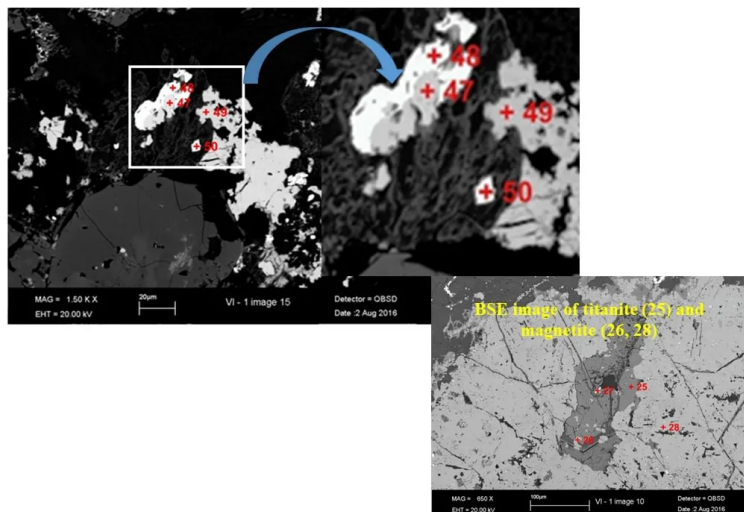 + 48
+ 47
+ 49
+ 50
+ 48
+ 47
+ 49
+ 50
MAG = 1.50 K X
EHT = 20.00 kV
20µm
VI - 1 image 15
Detector = QBSD
Date :2 Aug 2016
BSE image of titanite (25) and
magnetite (26, 28)
+ 25
+ 28
MAG = 650 X
EHT = 20.00 kV
100µm
VI - 1 image 10
Detector = QBSD
Date :2 Aug 2016